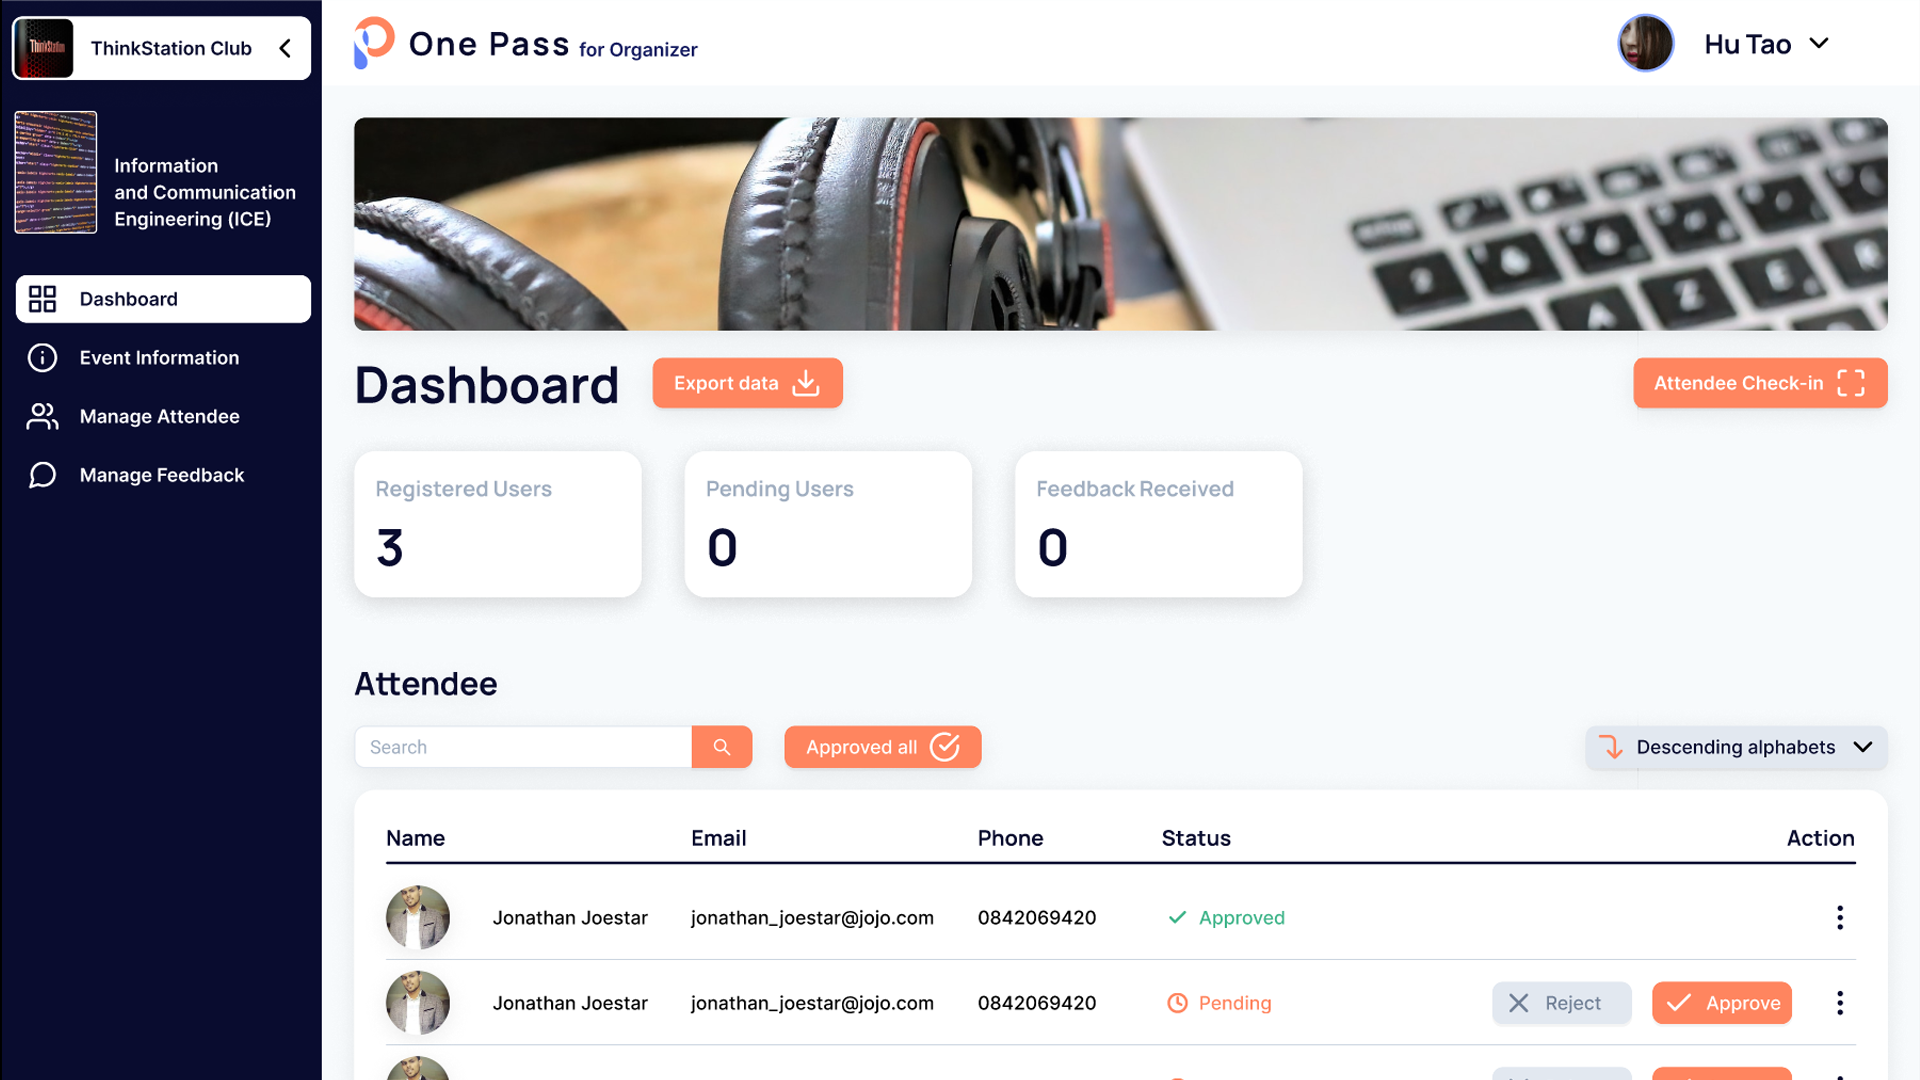 ThinkStation
ThinkStation Club
One Pass for Organizer
Hu Tao
Information
and Communication
Engineering (ICE)
Dashboard
Event Information
Manage Attendee
Manage Feedback
Dashboard
Export data
Attendee Check-in
Registered Users
3
Pending Users
0
Feedback Received
0
Attendee
Search
Approved all
Descending alphabets
Name Email Phone Status Action
Jonathan Joestar jonathan_joestar@jojo.com 0842069420 Approved
Jonathan Joestar jonathan_joestar@jojo.com 0842069420 Pending Reject Approve